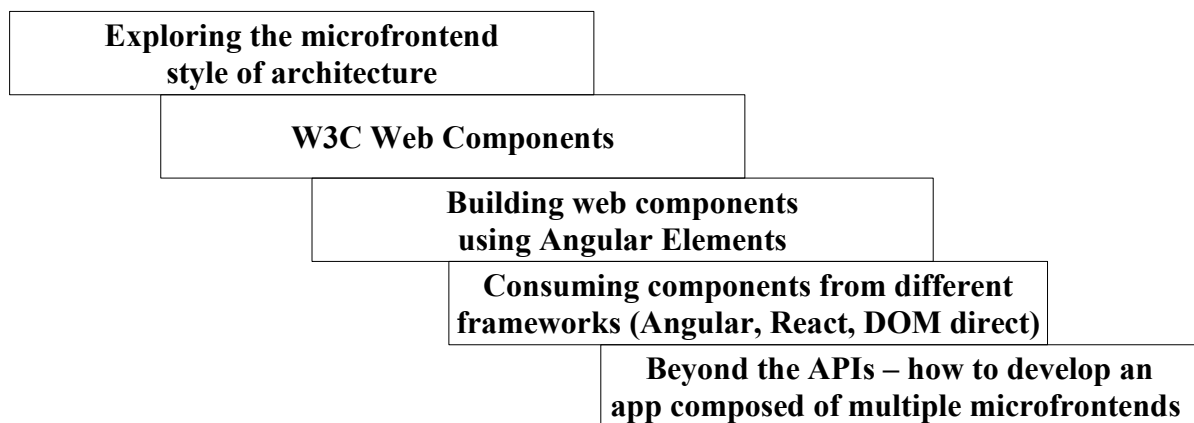 Exploring the microfrontend
style of architecture
W3C Web Components
Building web components
using Angular Elements
Consuming components from different
frameworks (Angular, React, DOM direct)
Beyond the APIs – how to develop an
app composed of multiple microfrontends